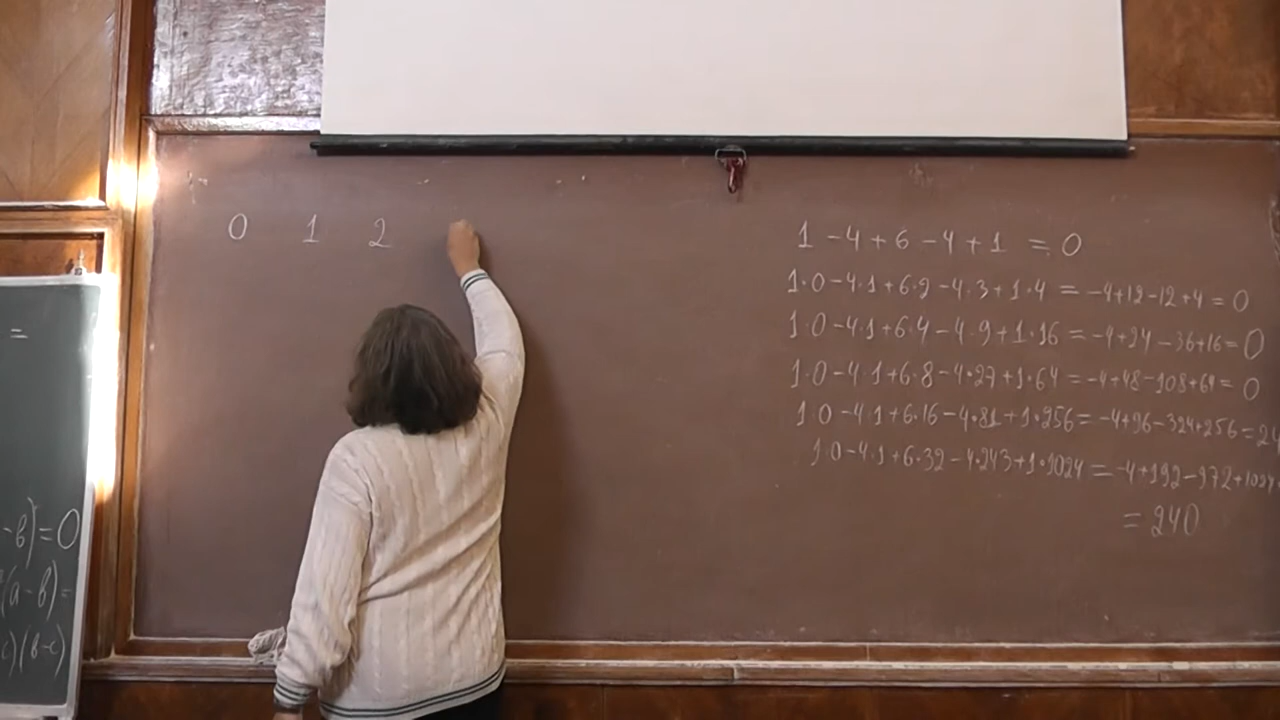 0 1 2
1 - 4 + 6 - 4 + 1 = 0
1·0-4·1+6·2-4·3+1·4 = -4+12-12+4=0
1·0-4·1+6·4-4·9+1·16=-4+24-36+16=0
1·0-4·1+6·8-4·27+1·64=-4+48-108+64=0
1·0-4·1+6·16-4·81+1·256=-4+96-324+256=24
1·0-4·1+6·32-4·243+1·1024=-4+192-972+1024=
=240
=
-в)=0
(a-в)=
c)(в-c)